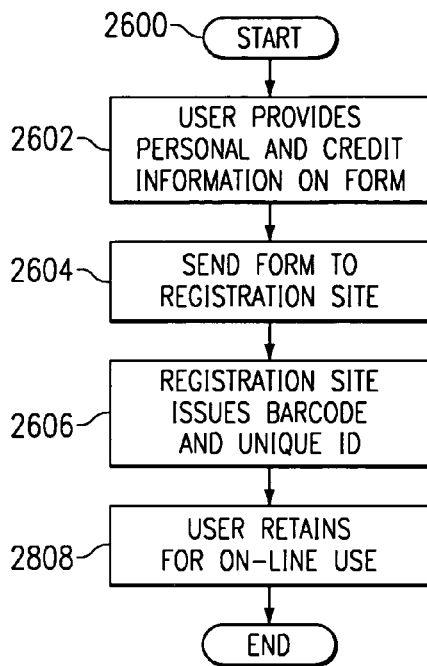 2600
START
2602
USER PROVIDES
PERSONAL AND CREDIT
INFORMATION ON FORM
2604
SEND FORM TO
REGISTRATION SITE
2606
REGISTRATION SITE
ISSUES BARCODE
AND UNIQUE ID
2808
USER RETAINS
FOR ON-LINE USE
END